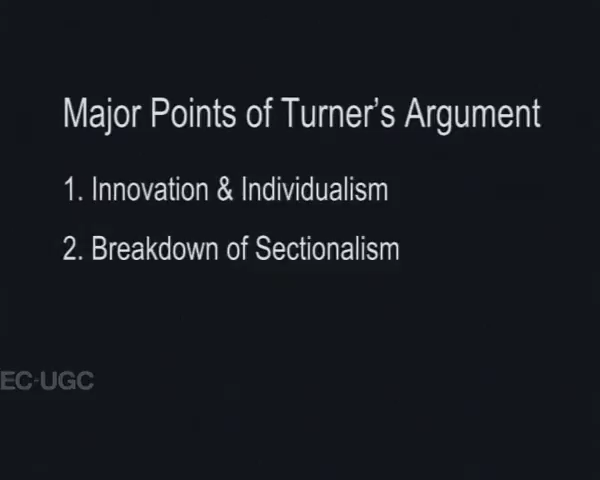 Major Points of Turner's Argument
1. Innovation & Individualism
2. Breakdown of Sectionalism
EC-UGC